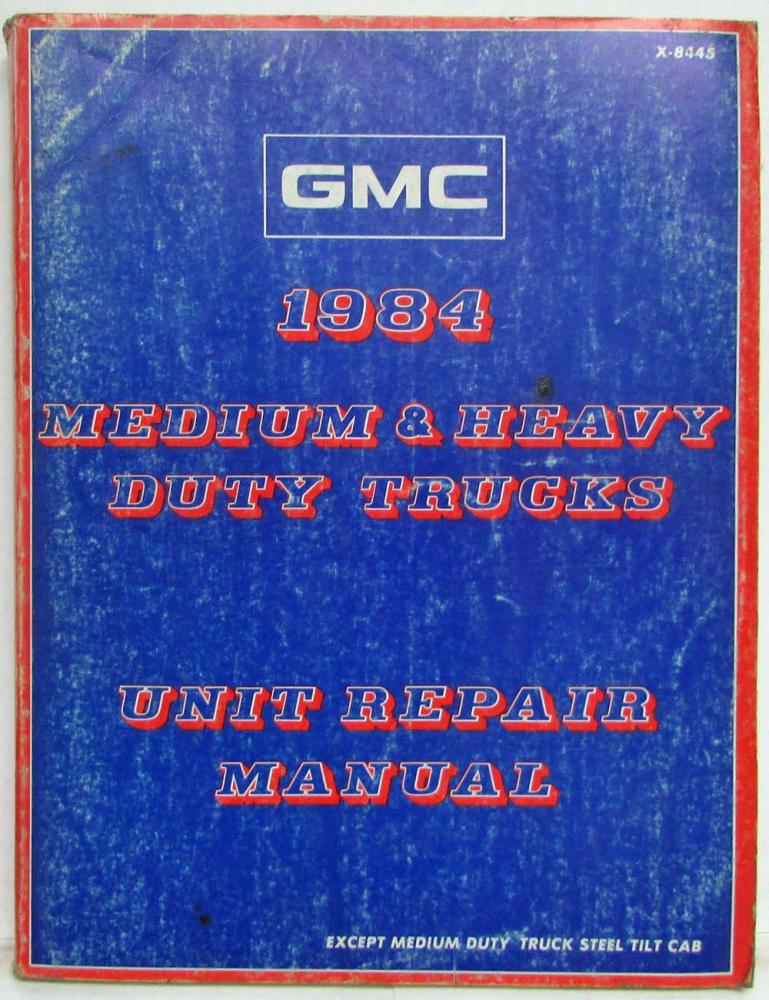 X-8445
GMC
1984
MEDIUM & HEAVY
DUTY TRUCKS
UNIT REPAIR
MANUAL
EXCEPT MEDIUM DUTY TRUCK STEEL TILT CAB